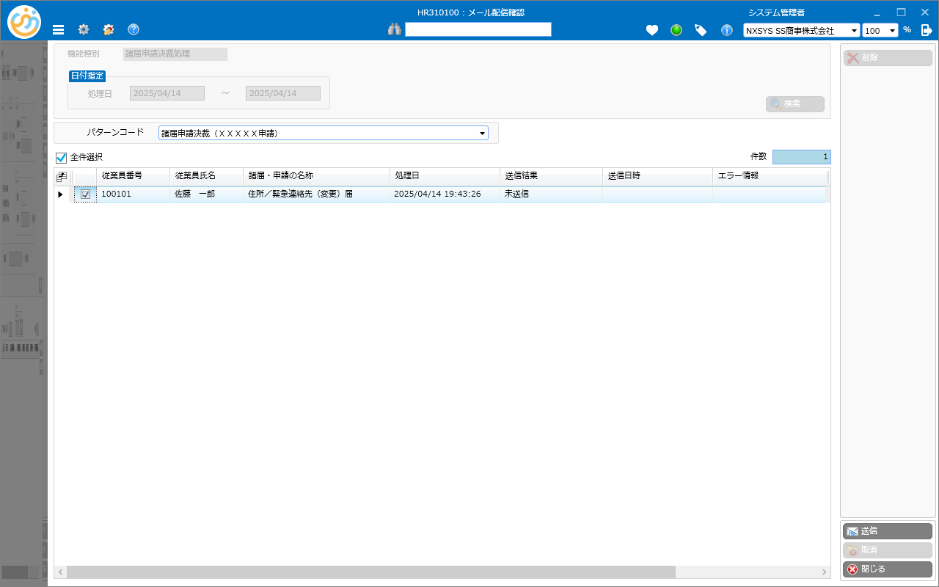 HR310100：メール配信確認
システム管理者
NXSYS SS商事株式会社
100
%
機能種別
諸届申請決裁処理
削除
日付指定
処理日
2025/04/14
～
2025/04/14
検索
パターンコード
諸届申請決裁（ＸＸＸＸＸ申請）
全件選択
件数
1
従業員番号 従業員氏名 諸届・申請の名称 処理日 送信結果 送信日時 エラー情報
100101 佐藤　一郎 住所／緊急連絡先（変更）届 2025/04/14 19:43:26 未送信
送信
取消
閉じる